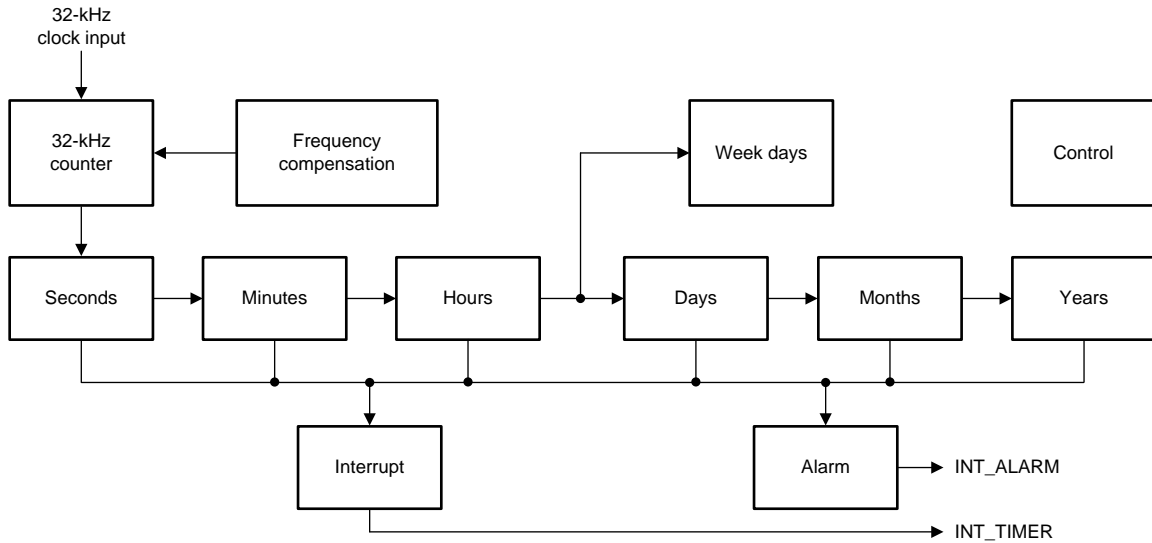 32-kHz
clock input
32-kHz
counter
Frequency
compensation
Week days
Control
Seconds
Minutes
Hours
Days
Months
Years
Interrupt
Alarm
INT_ALARM
INT_TIMER